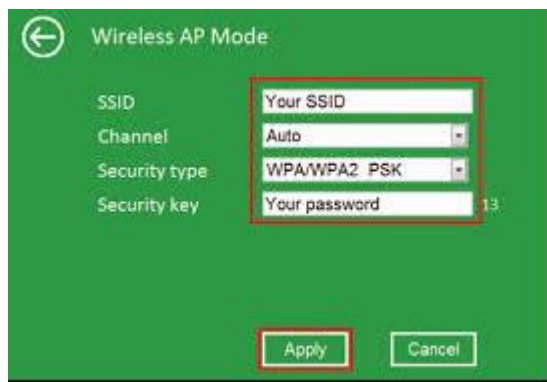 Wireless AP Mode
SSID Your SSID
Channel Auto
Security type WPA/WPA2 PSK
Security key Your password 13
Apply Cancel